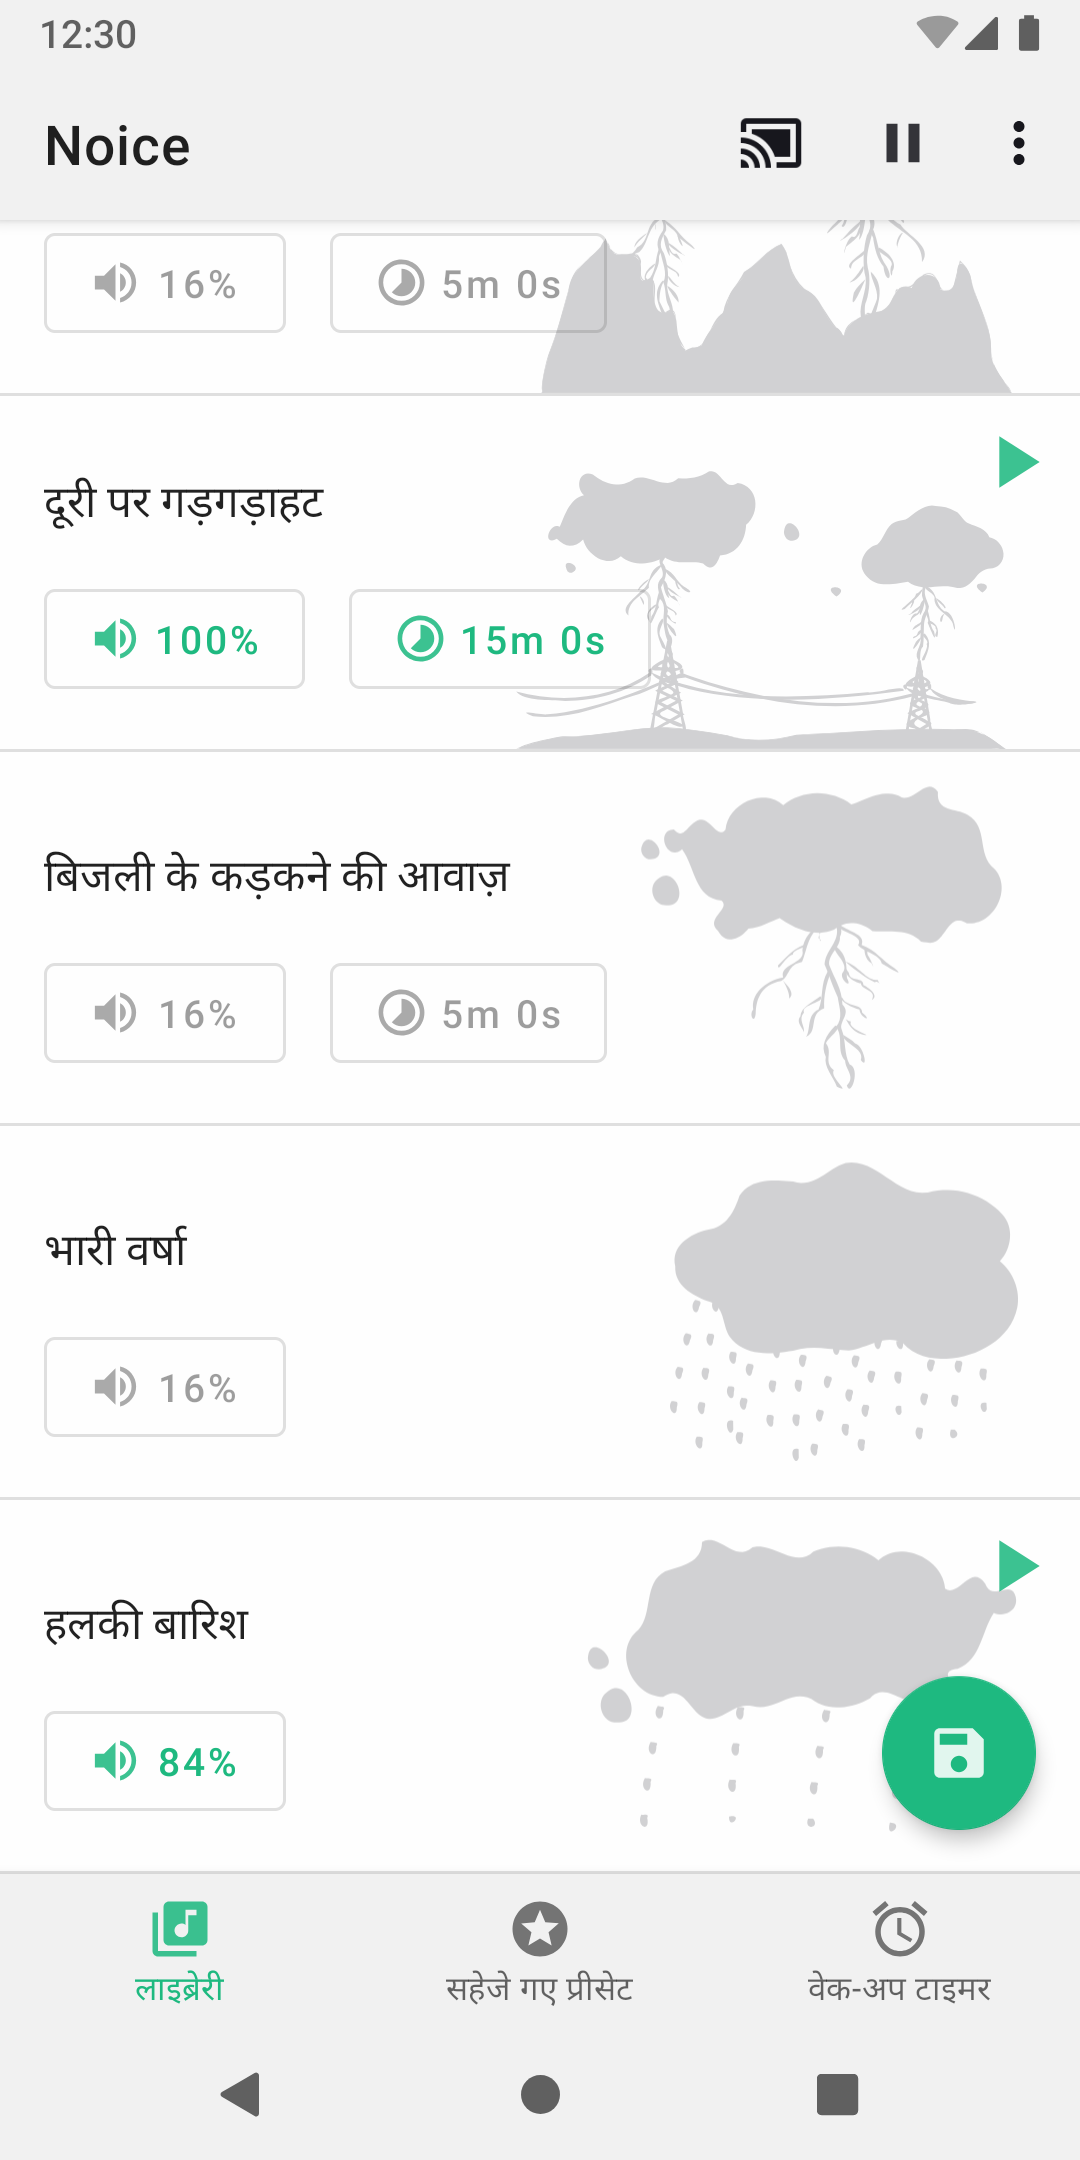 12:30
Noice
16% 5m 0s
दूरी पर गड़गड़ाहट
100% 15m 0s
बिजली के कड़कने की आवाज़
16% 5m 0s
भारी वर्षा
16%
हलकी बारिश
84%
लाइब्रेरी सहेजे गए प्रीसेट वेक-अप टाइमर